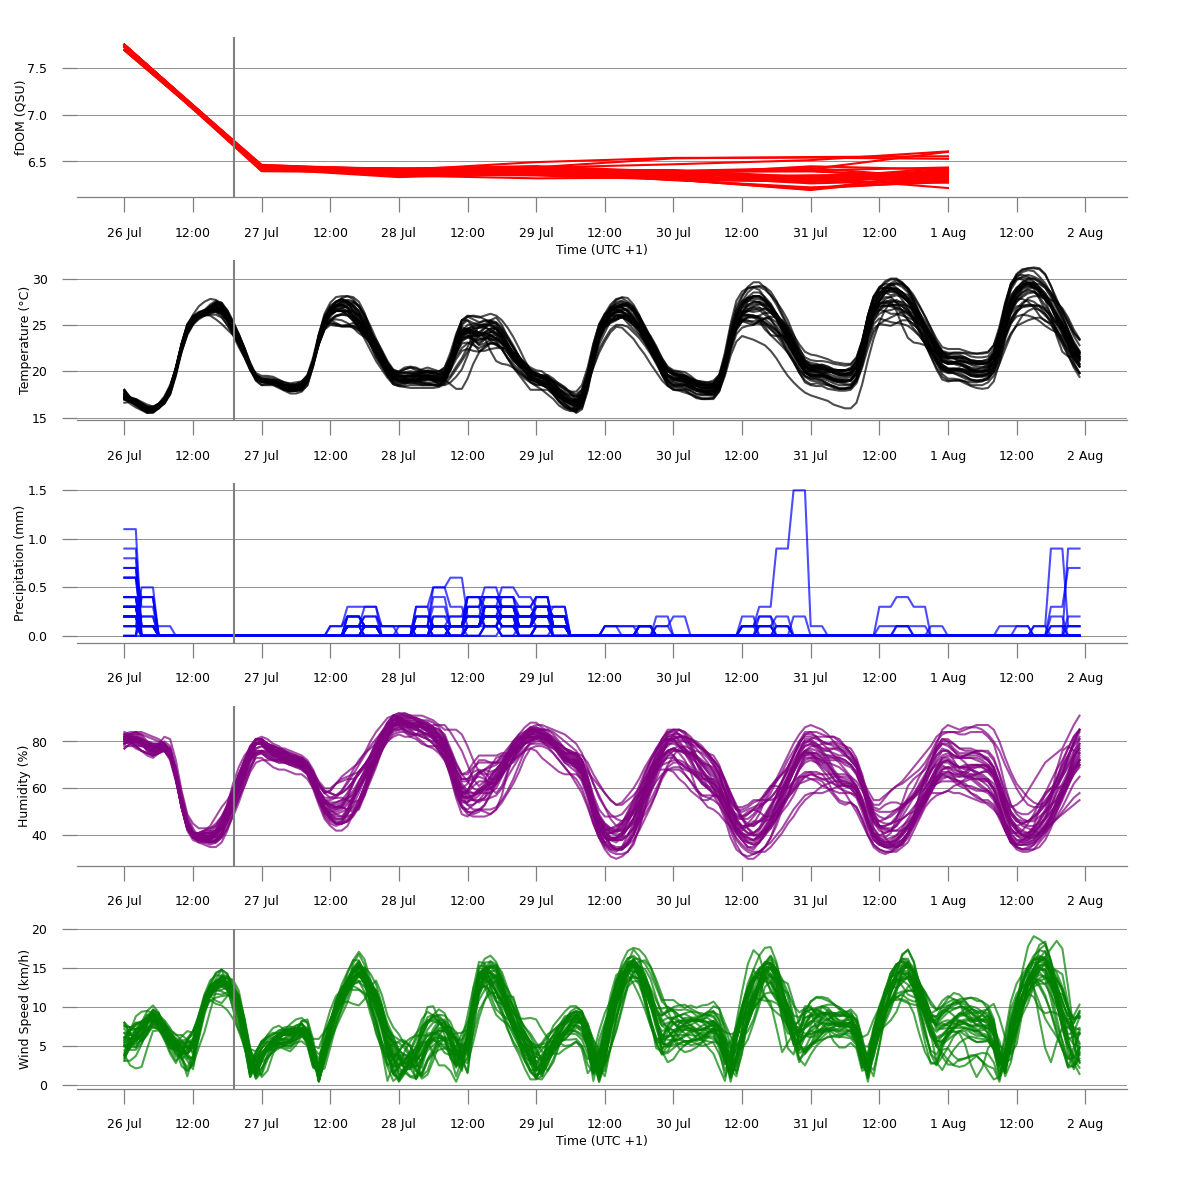 fDOM (QSU)
7.5
7.0
6.5
26 Jul 12:00 27 Jul 12:00 28 Jul 12:00 29 Jul 12:00 30 Jul 12:00 31 Jul 12:00 1 Aug 12:00 2 Aug
Time (UTC +1)
Temperature (°C)
30
25
20
15
26 Jul 12:00 27 Jul 12:00 28 Jul 12:00 29 Jul 12:00 30 Jul 12:00 31 Jul 12:00 1 Aug 12:00 2 Aug
Precipitation (mm)
1.5
1.0
0.5
0.0
26 Jul 12:00 27 Jul 12:00 28 Jul 12:00 29 Jul 12:00 30 Jul 12:00 31 Jul 12:00 1 Aug 12:00 2 Aug
Humidity (%)
80
60
40
26 Jul 12:00 27 Jul 12:00 28 Jul 12:00 29 Jul 12:00 30 Jul 12:00 31 Jul 12:00 1 Aug 12:00 2 Aug
Wind Speed (km/h)
20
15
10
5
0
26 Jul 12:00 27 Jul 12:00 28 Jul 12:00 29 Jul 12:00 30 Jul 12:00 31 Jul 12:00 1 Aug 12:00 2 Aug
Time (UTC +1)